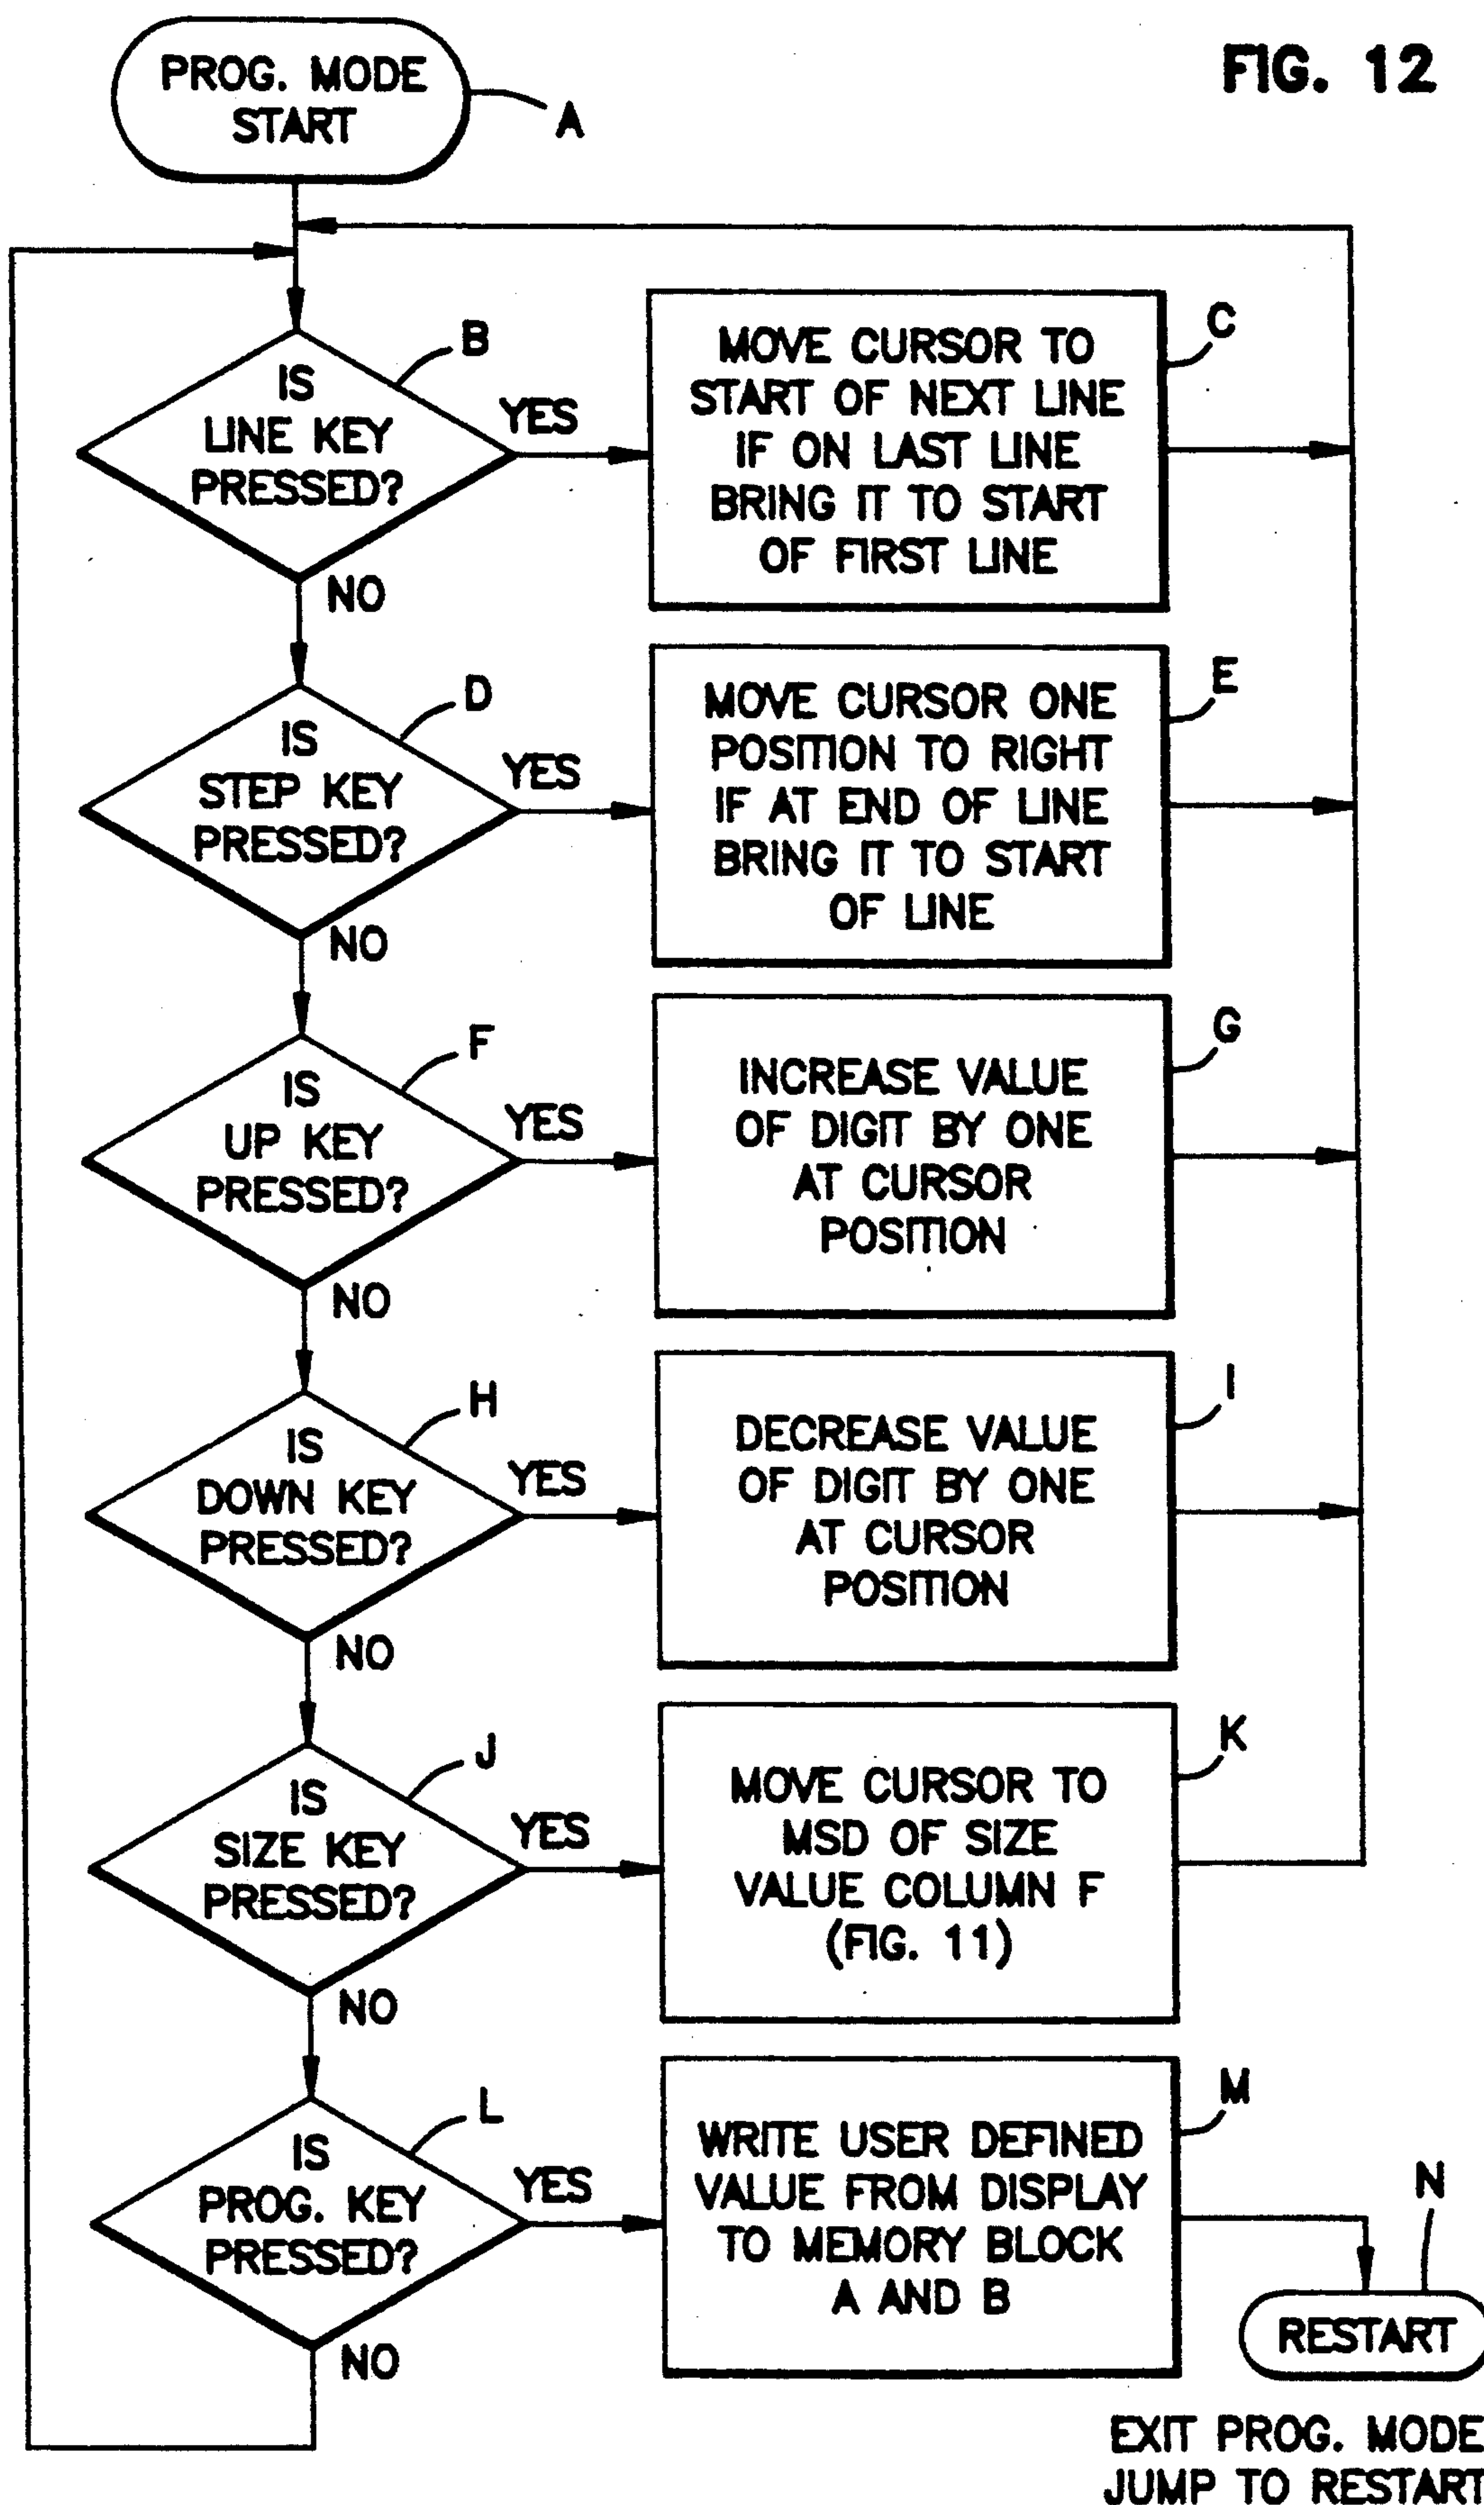 FIG. 12
PROG. MODE
START
A
IS
LINE KEY
PRESSED?
B
YES
NO
MOVE CURSOR TO
START OF NEXT LINE
IF ON LAST LINE
BRING IT TO START
OF FIRST LINE
C
IS
STEP KEY
PRESSED?
D
YES
NO
MOVE CURSOR ONE
POSITION TO RIGHT
IF AT END OF LINE
BRING IT TO START
OF LINE
E
IS
UP KEY
PRESSED?
F
YES
NO
INCREASE VALUE
OF DIGIT BY ONE
AT CURSOR
POSITION
G
IS
DOWN KEY
PRESSED?
H
YES
NO
DECREASE VALUE
OF DIGIT BY ONE
AT CURSOR
POSITION
I
IS
SIZE KEY
PRESSED?
J
YES
NO
MOVE CURSOR TO
MSD OF SIZE
VALUE COLUMN F
(FIG. 11)
K
IS
PROG. KEY
PRESSED?
L
YES
NO
WRITE USER DEFINED
VALUE FROM DISPLAY
TO MEMORY BLOCK
A AND B
M
N
RESTART
EXIT PROG. MODE
JUMP TO RESTART